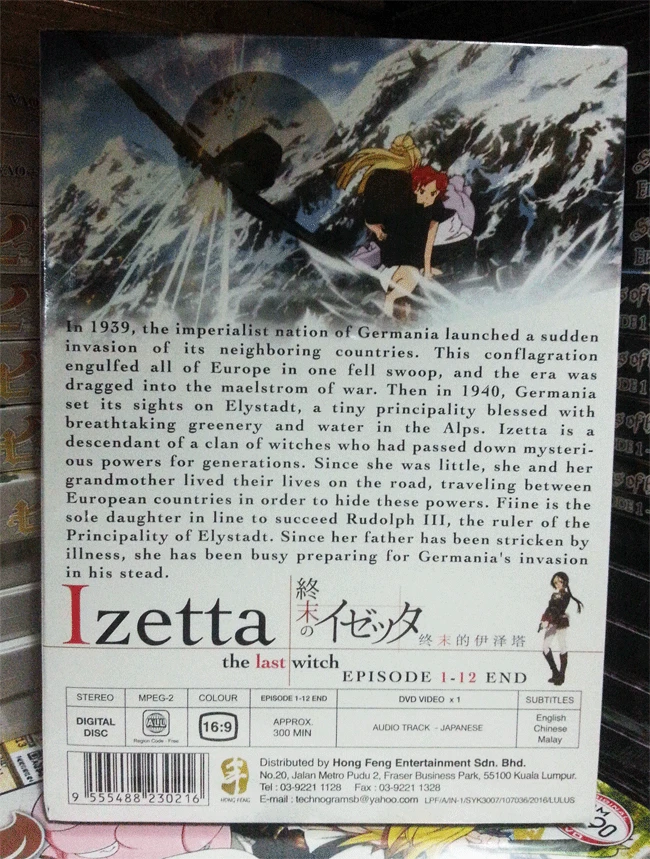 In 1939, the imperialist nation of Germania launched a sudden
invasion of its neighboring countries. This conflagration
engulfed all of Europe in one fell swoop, and the era was
dragged into the maelstrom of war. Then in 1940, Germania
set its sights on Elystadt, a tiny principality blessed with
breathtaking greenery and water in the Alps. Izetta is a
descendant of a clan of witches who had passed down mysteri-
ous powers for generations. Since she was little, she and her
grandmother lived their lives on the road, traveling between
European countries in order to hide these powers. Fiine is the
sole daughter in line to succeed Rudolph III, the ruler of the
Principality of Elystadt. Since her father has been stricken by
illness, she has been busy preparing for Germania's invasion
in his stead.
Izetta
終末のイゼッタ
终末的伊泽塔
the last witch
EPISODE 1-12 END
STEREO MPEG-2 COLOUR EPISODE 1-12 END DVD VIDEO x 1 SUBTITLES
DIGITAL DISC
ALL
Region Code : Free
16:9
APPROX. 300 MIN
AUDIO TRACK - JAPANESE
English
Chinese
Malay
9 555488 230216
HONG FENG
Distributed by Hong Feng Entertainment Sdn. Bhd.
No.20, Jalan Metro Pudu 2, Fraser Business Park, 55100 Kuala Lumpur.
Tel : 03-9221 1128 Fax : 03-9221 1328
E-mail : technogramsb@yahoo.com LPF/A/IN-1/SYK3007/107036/2016/LULUS